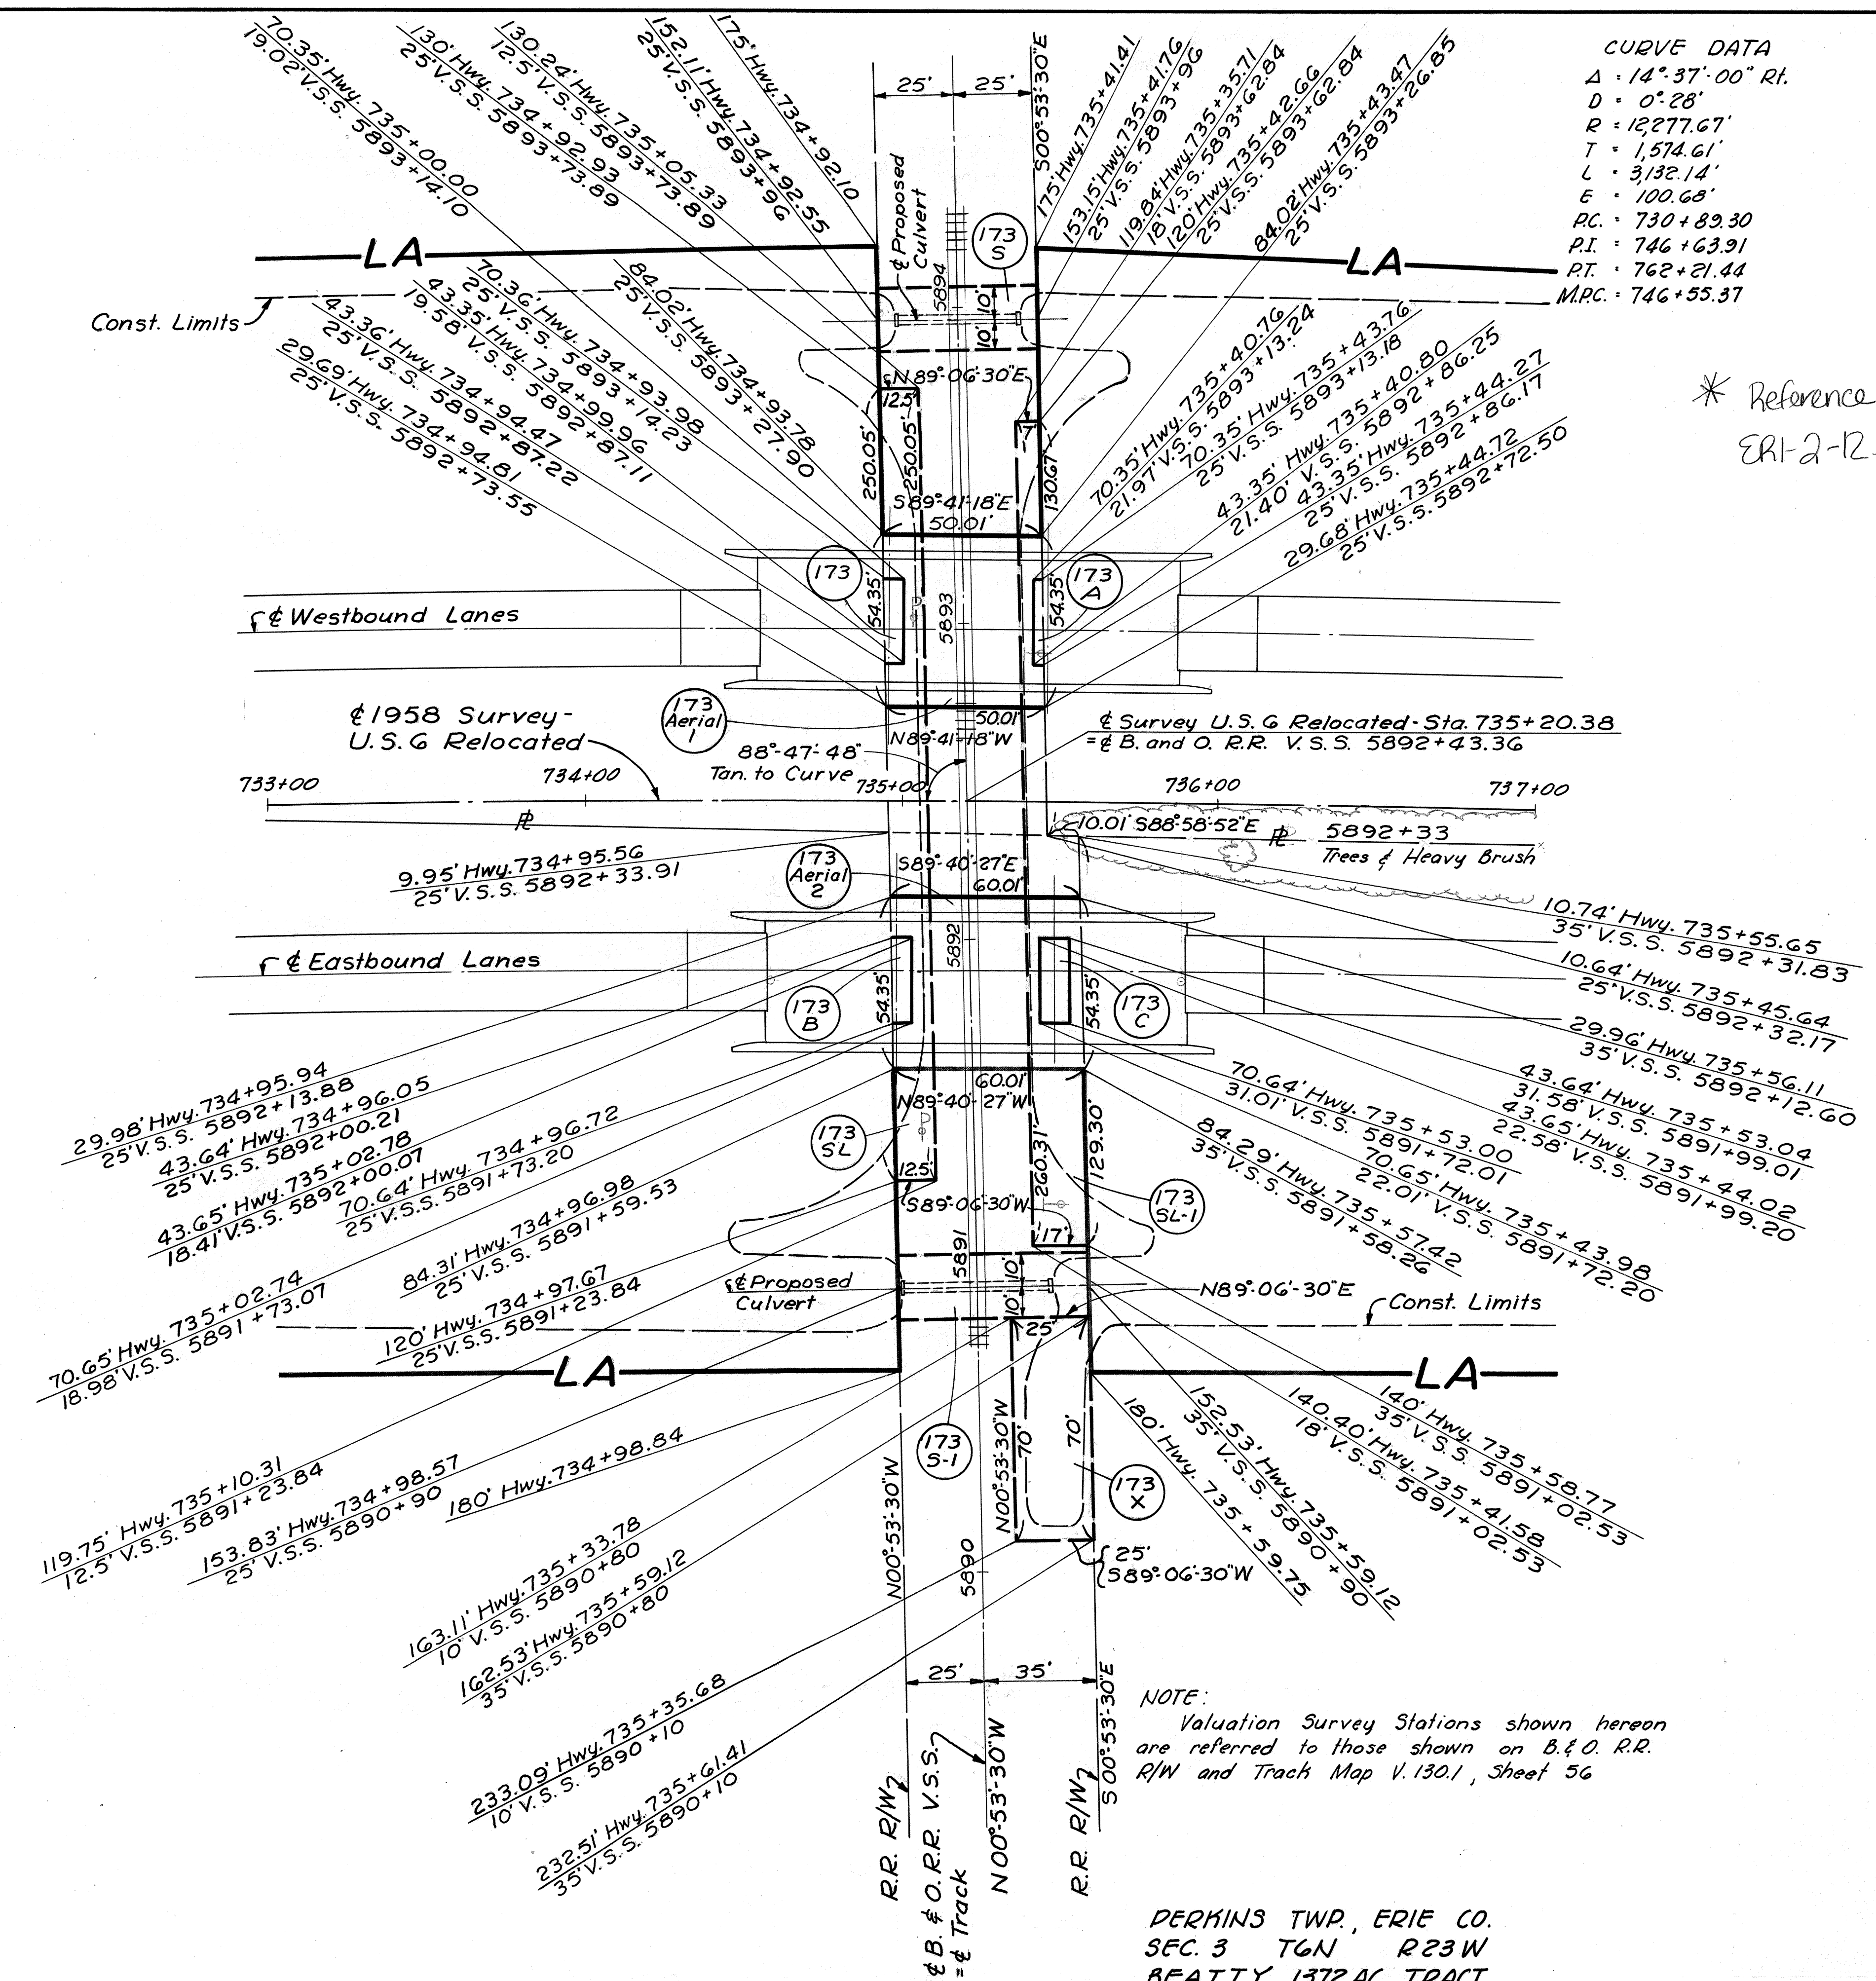 70.35' Hwy. 735+00.00
19.02' V.S.S. 5893+14.10
130' Hwy. 734+92.93
25' V.S.S. 5893+73.89
130.24' Hwy. 735+05.33
12.5' V.S.S. 5893+73.89
152.11' Hwy. 734+92.55
25' V.S.S. 5893+96
175' Hwy. 734+92.10
25'
25'
S00°-53'-30"E
175' Hwy. 735+41.41
153.15' Hwy. 735+41.76
25' V.S.S. 5893+96
119.84' Hwy. 735+35.71
18' V.S.S. 5893+62.84
120' Hwy. 735+42.66
25' V.S.S. 5893+62.84
84.02' Hwy. 735+43.47
25' V.S.S. 5893+26.85
CURVE DATA
Δ = 14°-37'-00" Rt.
D = 0°-28'
R = 12,277.67'
T = 1,574.61'
L = 3,132.14'
E = 100.68'
P.C. = 730+89.30
P.I. = 746+63.91
P.T. = 762+21.44
M.P.C. = 746+55.37
* Reference
ERI-2-12.
LA
LA
℄ Proposed
Culvert
5894
173
S
10'
10'
Const. Limits
29.69' Hwy. 734+94.81
25' V.S.S. 5892+73.55
43.36' Hwy. 734+94.47
25' V.S.S. 5892+87.22
43.35' Hwy. 734+99.96
19.58' V.S.S. 5892+87.11
70.36' Hwy. 734+93.98
25' V.S.S. 5893+14.23
84.02' Hwy. 734+93.78
25' V.S.S. 5893+27.90
N89°-06'-30"E
12.5'
7'
250.05'
250.05'
130.67'
S89°-41'-18"E
50.01'
70.35' Hwy. 735+40.76
21.97' V.S.S. 5893+13.24
70.35' Hwy. 735+43.76
25' V.S.S. 5893+13.18
43.35' Hwy. 735+40.80
21.40' V.S.S. 5892+86.25
43.35' Hwy. 735+44.27
25' V.S.S. 5892+86.17
29.68' Hwy. 735+44.72
25' V.S.S. 5892+72.50
173
54.35'
5893
54.35'
173
A
℄ Westbound Lanes
℄ 1958 Survey-
U.S. 6 Relocated
173
Aerial
1
50.01'
N89°-41'-18"W
88°-47'-48"
Tan. to Curve
℄ Survey U.S. 6 Relocated - Sta. 735+20.38
= ℄ B. and O. R.R. V.S.S. 5892+43.36
733+00
734+00
735+00
736+00
737+00
PL
10.01' S88°-58'-52"E
PL
5892+33
Trees & Heavy Brush
9.95' Hwy. 734+95.56
25' V.S.S. 5892+33.91
173
Aerial
2
S89°-40'-27"E
60.01'
℄ Eastbound Lanes
5892
173
B
54.35'
54.35'
173
C
10.74' Hwy. 735+55.65
35' V.S.S. 5892+31.83
10.64' Hwy. 735+45.64
25' V.S.S. 5892+32.17
29.96' Hwy. 735+56.11
35' V.S.S. 5892+12.60
43.64' Hwy. 735+53.04
31.58' V.S.S. 5891+99.01
43.65' Hwy. 735+44.02
22.58' V.S.S. 5891+99.20
70.64' Hwy. 735+53.00
31.01' V.S.S. 5891+72.01
70.65' Hwy. 735+43.98
22.01' V.S.S. 5891+72.20
84.29' Hwy. 735+57.42
35' V.S.S. 5891+58.26
29.98' Hwy. 734+95.94
25' V.S.S. 5892+13.88
43.64' Hwy. 734+96.05
25' V.S.S. 5892+00.21
43.65' Hwy. 735+02.78
18.41' V.S.S. 5892+00.07
70.64' Hwy. 734+96.72
25' V.S.S. 5891+73.20
84.31' Hwy. 734+96.98
25' V.S.S. 5891+59.53
70.65' Hwy. 735+02.74
18.98' V.S.S. 5891+73.07
120' Hwy. 734+97.67
25' V.S.S. 5891+23.84
60.01'
N89°-40'-27"W
173
SL
12.5'
S89°-06'-30"W
260.31'
129.30'
173
SL-1
17'
5891
10'
10'
℄ Proposed
Culvert
N89°-06'-30"E
Const. Limits
25'
LA
LA
119.75' Hwy. 735+10.31
12.5' V.S.S. 5891+23.84
153.83' Hwy. 734+98.57
25' V.S.S. 5890+90
180' Hwy. 734+98.84
163.11' Hwy. 735+33.78
10' V.S.S. 5890+80
162.53' Hwy. 735+59.12
35' V.S.S. 5890+80
233.09' Hwy. 735+35.68
10' V.S.S. 5890+10
232.51' Hwy. 735+61.41
35' V.S.S. 5890+10
173
S-1
N00°-53'-30"W
N00°-53'-30"W
70'
70'
173
X
5890
25'
S89°-06'-30"W
180' Hwy. 735+59.75
152.53' Hwy. 735+59.12
35' V.S.S. 5890+90
140.40' Hwy. 735+41.58
18' V.S.S. 5891+02.53
140' Hwy. 735+58.77
35' V.S.S. 5891+02.53
25'
35'
R.R. R/W
℄ B. & O. R.R. V.S.S.
= ℄ Track
N00°-53'-30"W
R.R. R/W
S00°-53'-30"E
NOTE:
Valuation Survey Stations shown hereon
are referred to those shown on B. & O. R.R.
R/W and Track Map V. 130.1, Sheet 56
PERKINS TWP., ERIE CO.
SEC. 3 T6N R23W
BEATTY 1372 AC. TRACT